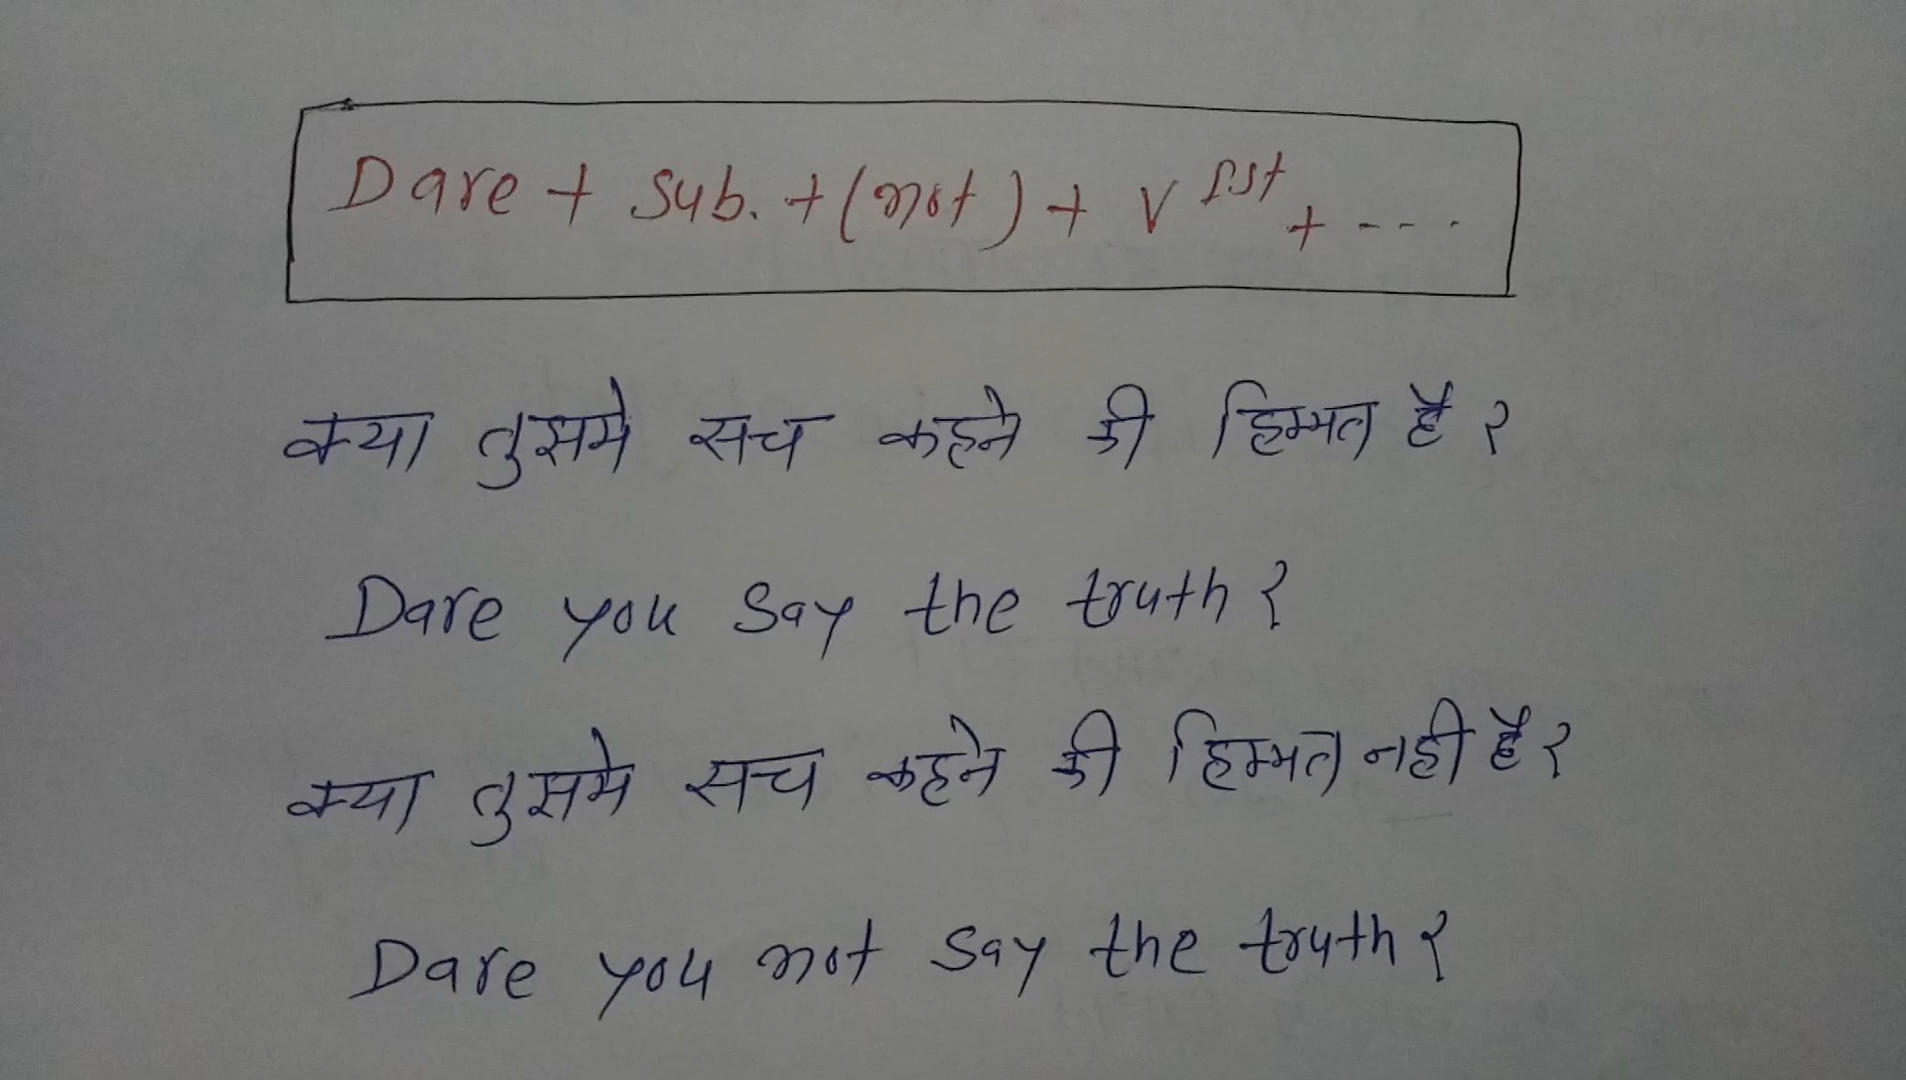 Dare + Sub. + (not) + V Ist + ----
क्या तुममे सच कहने की हिम्मत है ?
Dare you say the truth ?
क्या तुममे सच कहने की हिम्मत नही है ?
Dare you not say the truth ?